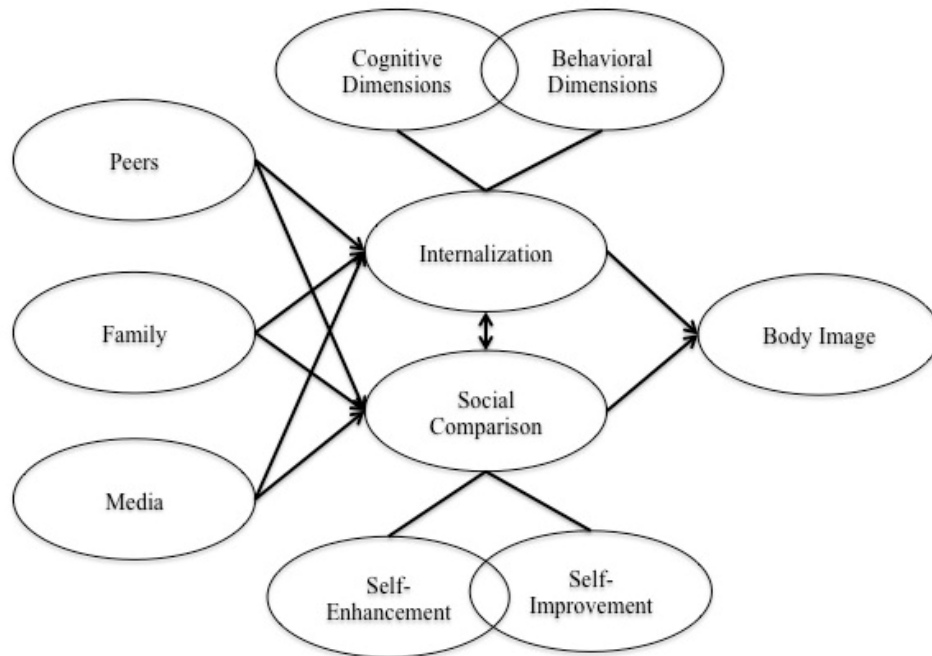 Cognitive
Dimensions
Behavioral
Dimensions
Peers
Internalization
Family
Body Image
Social
Comparison
Media
Self-
Enhancement
Self-
Improvement